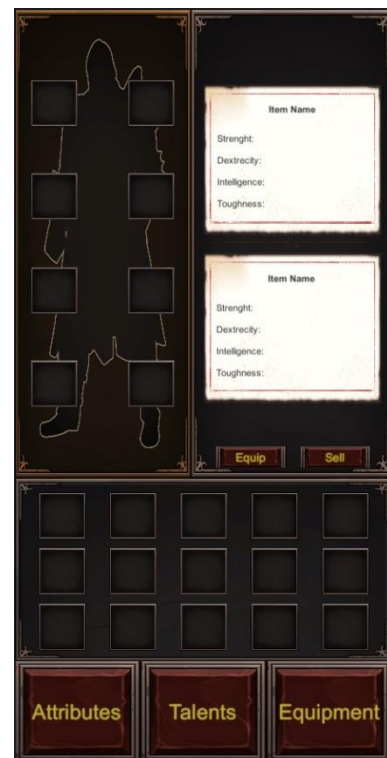 Item Name
Strenght:
Dextrecity:
Intelligence:
Toughness:
Item Name
Strenght:
Dextrecity:
Intelligence:
Toughness:
Equip
Sell
Attributes
Talents
Equipment